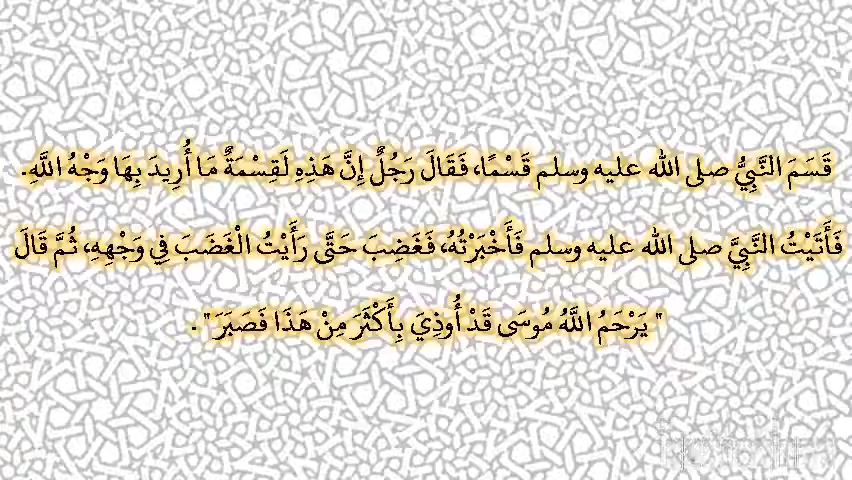 قَسَمَ النَّبِيُّ صلى الله عليه وسلم قَسْمًا، فَقَالَ رَجُلٌ إِنَّ هَذِهِ لَقِسْمَةٌ مَا أُرِيدَ بِهَا وَجْهُ اللَّهِ.
فَأَتَيْتُ النَّبِيَّ صلى الله عليه وسلم فَأَخْبَرْتُهُ، فَغَضِبَ حَتَّى رَأَيْتُ الْغَضَبَ فِي وَجْهِهِ، ثُمَّ قَالَ
" يَرْحَمُ اللَّهُ مُوسَى قَدْ أُوذِيَ بِأَكْثَرَ مِنْ هَذَا فَصَبَرَ ".